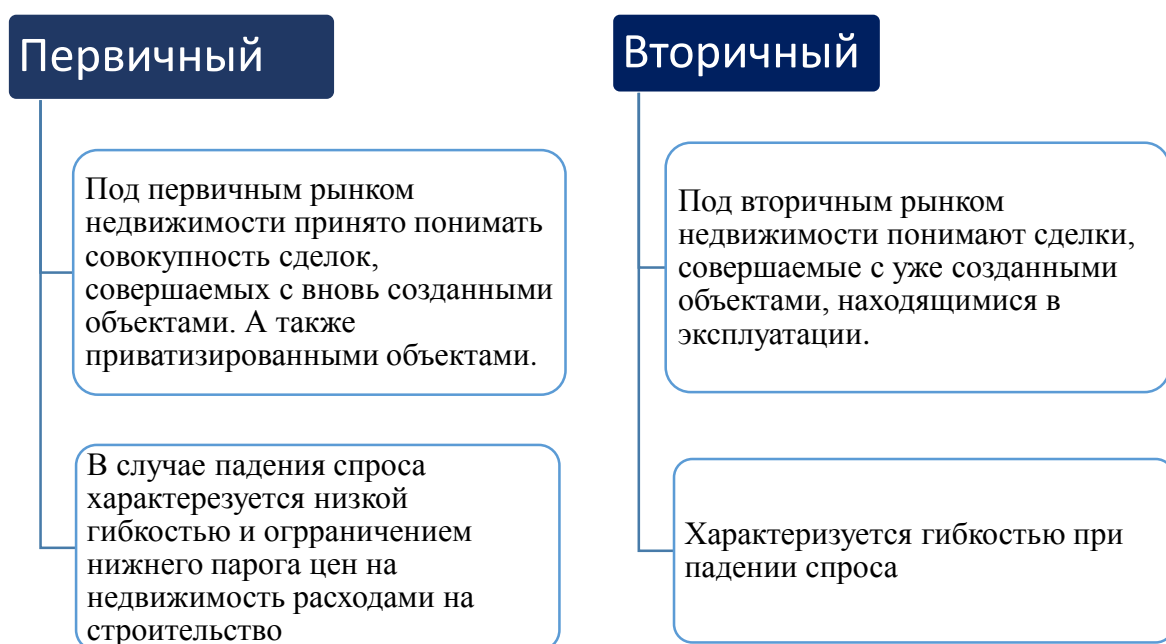 Первичный
Под первичным рынком
недвижимости принято понимать
совокупность сделок,
совершаемых с вновь созданными
объектами. А также
приватизированными объектами.
В случае падения спроса
характерезуется низкой
гибкостью и огрраничением
нижнего парога цен на
недвижимость расходами на
строительство
Вторичный
Под вторичным рынком
недвижимости понимают сделки,
совершаемые с уже созданными
объектами, находящимися в
эксплуатации.
Характеризуется гибкостью при
падении спроса